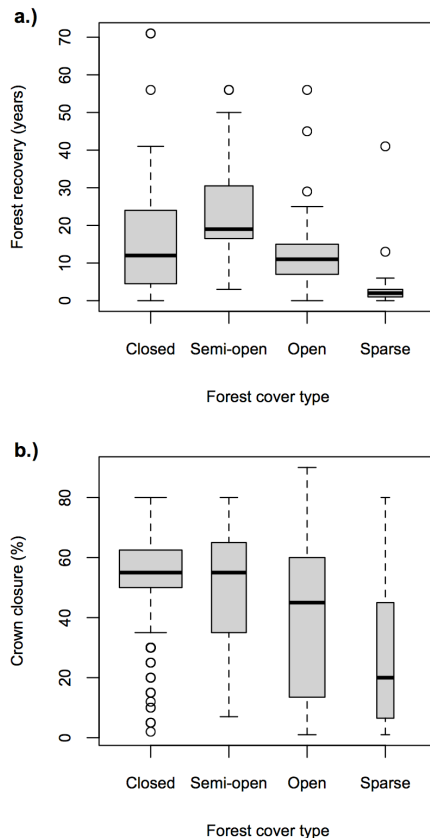 a.)
Forest recovery (years)
70
60
50
40
30
20
10
0
Closed Semi-open Open Sparse
Forest cover type
b.)
Crown closure (%)
80
60
40
20
0
Closed Semi-open Open Sparse
Forest cover type